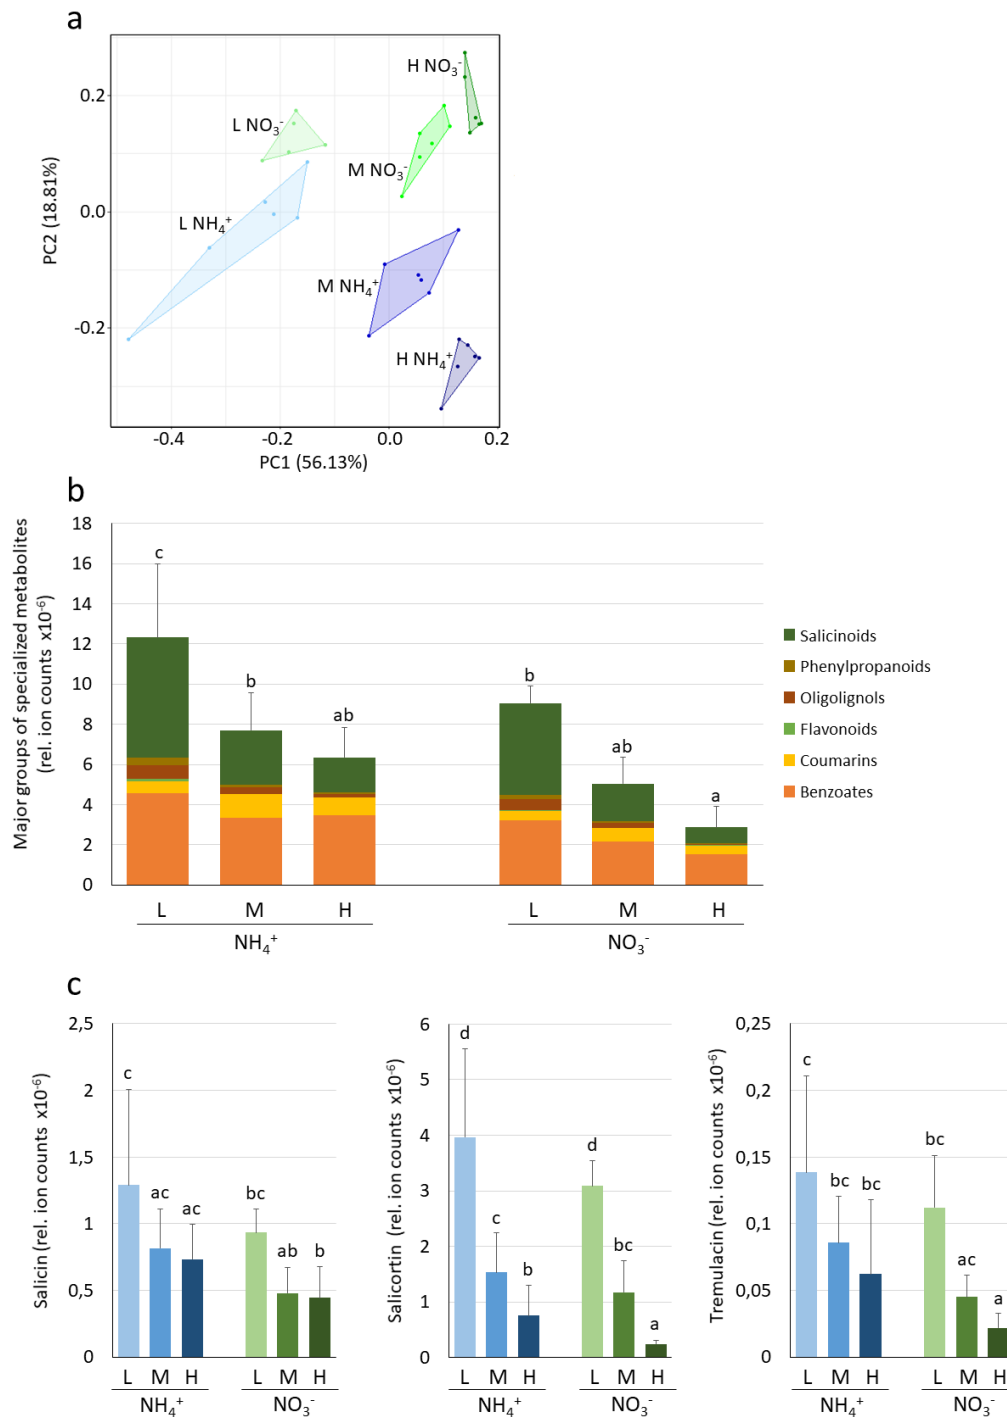 a
PC2 (18.81%)
0.2
0.0
-0.2
H NO₃⁻
L NO₃⁻
M NO₃⁻
L NH₄⁺
M NH₄⁺
H NH₄⁺
-0.4 -0.2 0.0 0.2
PC1 (56.13%)
b
Major groups of specialized metabolites
(rel. ion counts x10⁻⁶)
18
16
14
12
10
8
6
4
2
0
c b ab b ab a
L M H L M H
NH₄⁺ NO₃⁻
Salicinoids
Phenylpropanoids
Oligolignols
Flavonoids
Coumarins
Benzoates
c
Salicin (rel. ion counts x10⁻⁶)
2,5
2
1,5
1
0,5
0
c ac ac bc ab b
L M H L M H
NH₄⁺ NO₃⁻
Salicortin (rel. ion counts x10⁻⁶)
6
5
4
3
2
1
0
d c b d bc a
L M H L M H
NH₄⁺ NO₃⁻
Tremulacin (rel. ion counts x10⁻⁶)
0,25
0,2
0,15
0,1
0,05
0
c bc bc bc ac a
L M H L M H
NH₄⁺ NO₃⁻